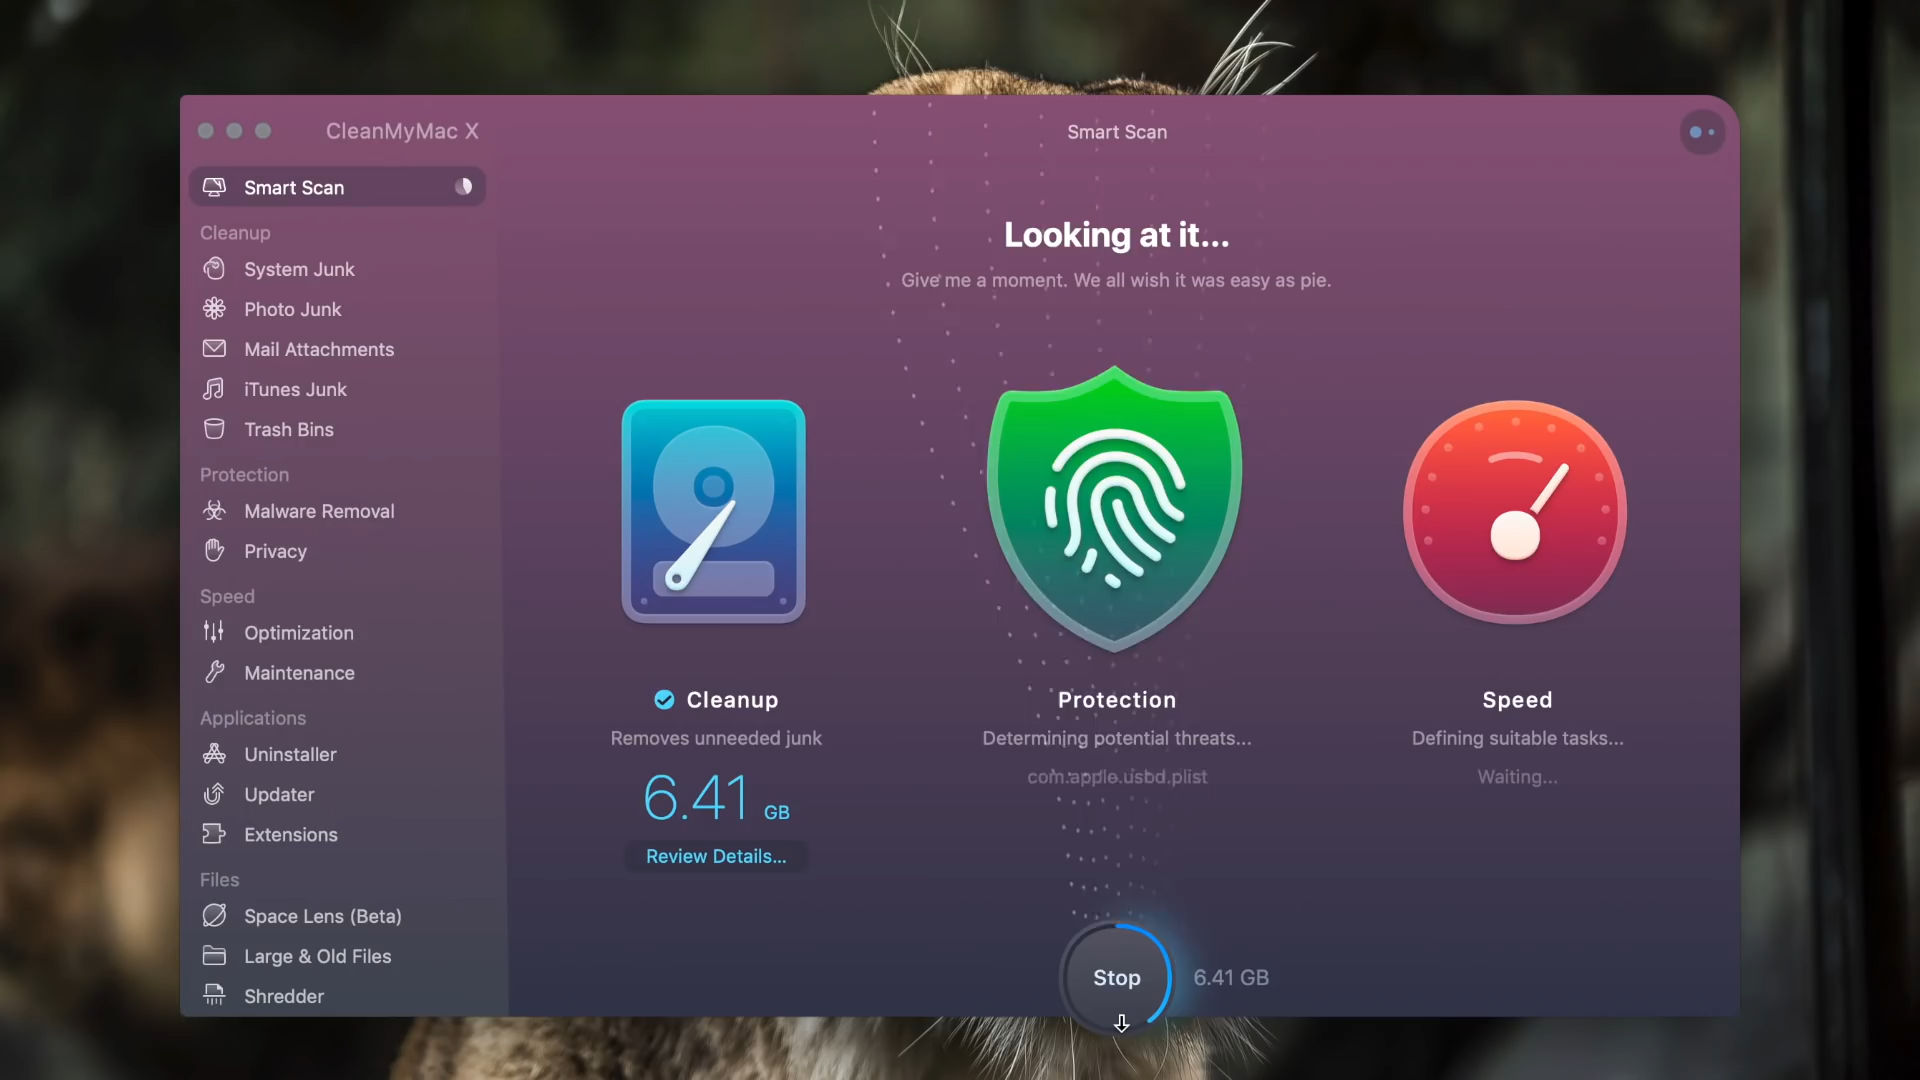 CleanMyMac X
Smart Scan
Smart Scan
Cleanup
System Junk
Photo Junk
Mail Attachments
iTunes Junk
Trash Bins
Protection
Malware Removal
Privacy
Speed
Optimization
Maintenance
Applications
Uninstaller
Updater
Extensions
Files
Space Lens (Beta)
Large & Old Files
Shredder
Looking at it...
Give me a moment. We all wish it was easy as pie.
Cleanup
Removes unneeded junk
6.41 GB
Review Details...
Protection
Determining potential threats...
com.apple.usbd.plist
Speed
Defining suitable tasks...
Waiting...
Stop
6.41 GB